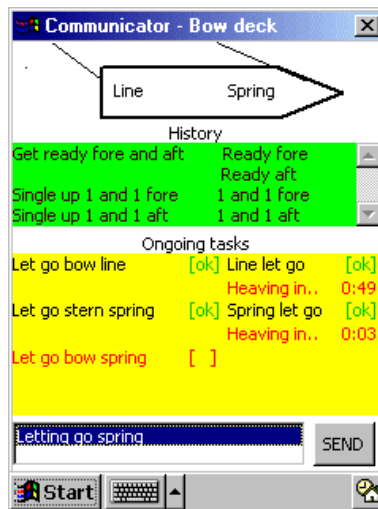 Communicator - Bow deck
Line Spring
History
Get ready fore and aft Ready fore
Ready aft
Single up 1 and 1 fore 1 and 1 fore
Single up 1 and 1 aft 1 and 1 aft
Ongoing tasks
Let go bow line [ok] Line let go [ok]
Heaving in.. 0:49
Let go stern spring [ok] Spring let go [ok]
Heaving in.. 0:03
Let go bow spring [ ]
Letting go spring
SEND
Start